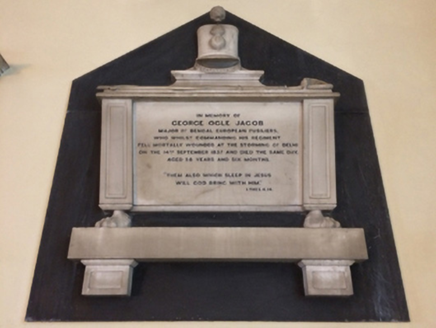 IN MEMORY OF
GEORGE OGLE JACOB
MAJOR 1ST BENGAL EUROPEAN FUSILIERS,
WHO WHILST COMMANDING HIS REGIMENT
FELL MORTALLY WOUNDED AT THE STORMING OF DELHI
ON THE 14TH SEPTEMBER 1857 AND DIED THE SAME DAY
AGED 38 YEARS AND SIX MONTHS.
"THEM ALSO WHICH SLEEP IN JESUS
WILL GOD BRING WITH HIM"